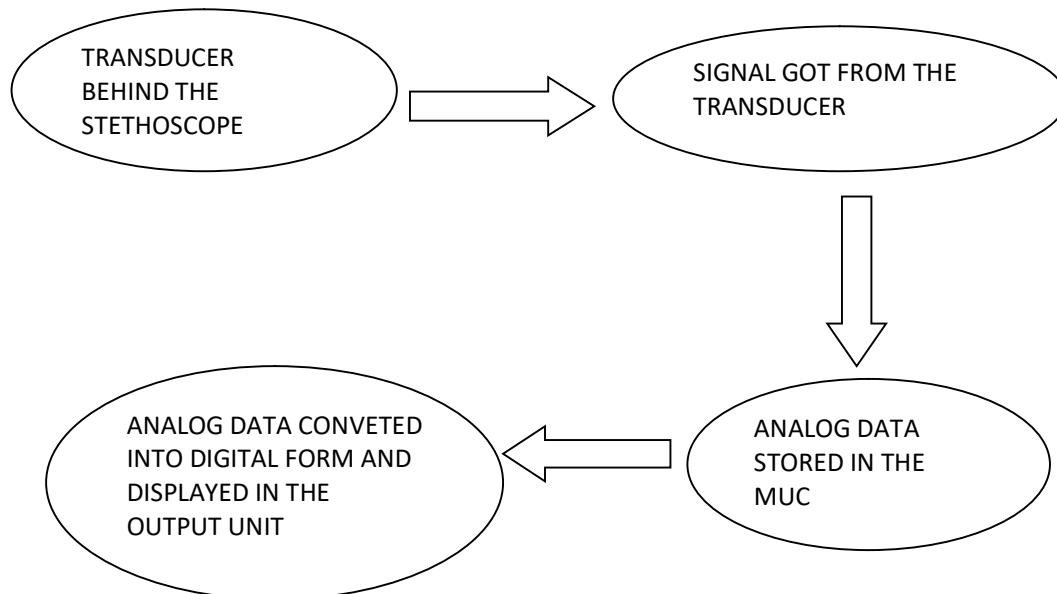 TRANSDUCER
BEHIND THE
STETHOSCOPE
SIGNAL GOT FROM THE
TRANSDUCER
ANALOG DATA
STORED IN THE
MUC
ANALOG DATA CONVETED
INTO DIGITAL FORM AND
DISPLAYED IN THE
OUTPUT UNIT